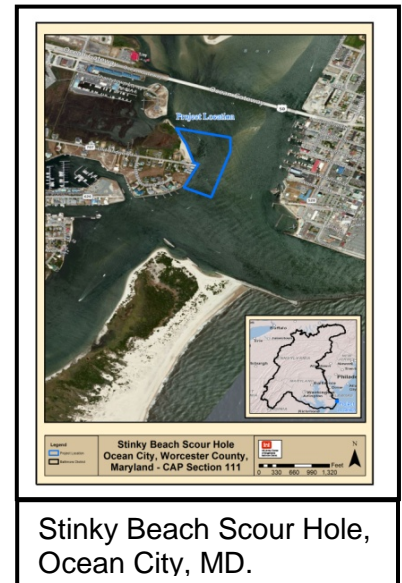 Project Location
Legend
Project Location
Stinky Beach Scour Hole
Ocean City, Worcester County,
Maryland - CAP Section 111
N
Feet
0 330 660 990 1,320
Stinky Beach Scour Hole,
Ocean City, MD.